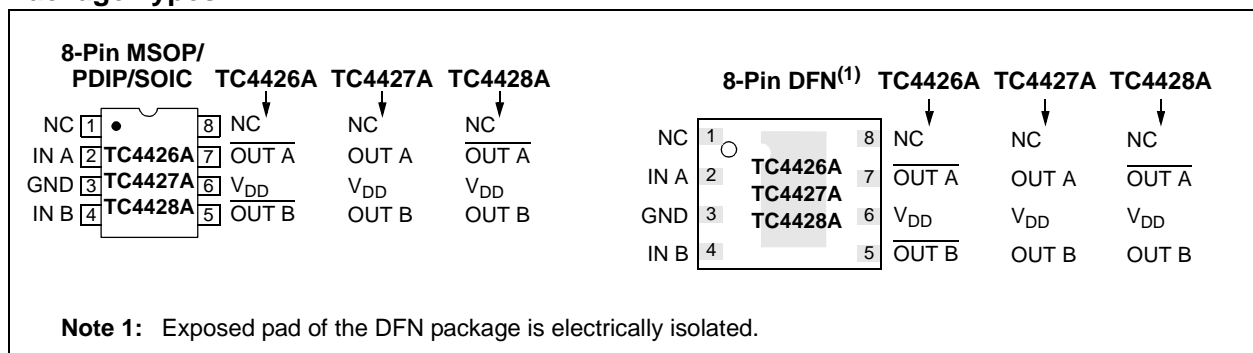 8-Pin MSOP/
PDIP/SOIC TC4426A TC4427A TC4428A
NC 1 8 NC NC NC
IN A 2 TC4426A 7 OUT A OUT A OUT A
GND 3 TC4427A 6 VDD VDD VDD
IN B 4 TC4428A 5 OUT B OUT B OUT B
8-Pin DFN(1) TC4426A TC4427A TC4428A
NC 1 8 NC NC NC
IN A 2 TC4426A 7 OUT A OUT A OUT A
TC4427A
GND 3 TC4428A 6 VDD VDD VDD
IN B 4 5 OUT B OUT B OUT B
Note 1: Exposed pad of the DFN package is electrically isolated.